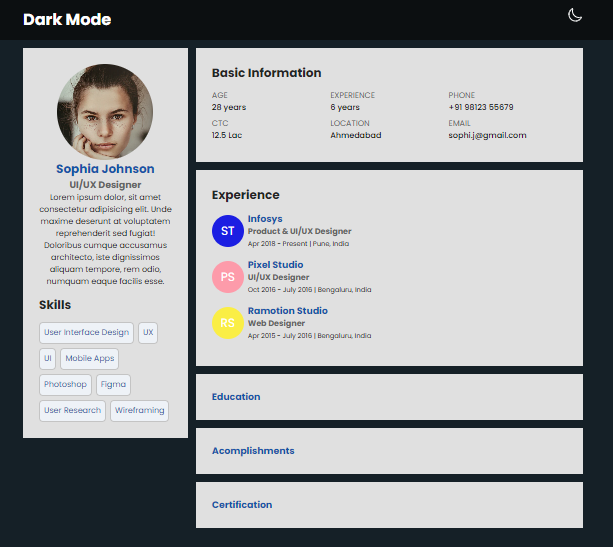 Dark Mode
Sophia Johnson
UI/UX Designer
Lorem ipsum dolor, sit amet
consectetur adipisicing elit. Unde
maxime deserunt at voluptatem
reprehenderit sed fugiat!
Doloribus cumque accusamus
architecto, iste dignissimos
aliquam tempore, rem odio,
numquam eaque facilis esse.
Skills
User Interface Design UX
UI Mobile Apps
Photoshop Figma
User Research Wireframing
Basic Information
AGE EXPERIENCE PHONE
28 years 6 years +91 98123 55679
CTC LOCATION EMAIL
12.5 Lac Ahmedabad sophi.j@gmail.com
Experience
ST
Infosys
Product & UI/UX Designer
Apr 2018 - Present | Pune, India
PS
Pixel Studio
UI/UX Designer
Oct 2016 - July 2016 | Bengaluru, India
RS
Ramotion Studio
Web Designer
Apr 2015 - July 2016 | Bengaluru, India
Education
Acomplishments
Certification